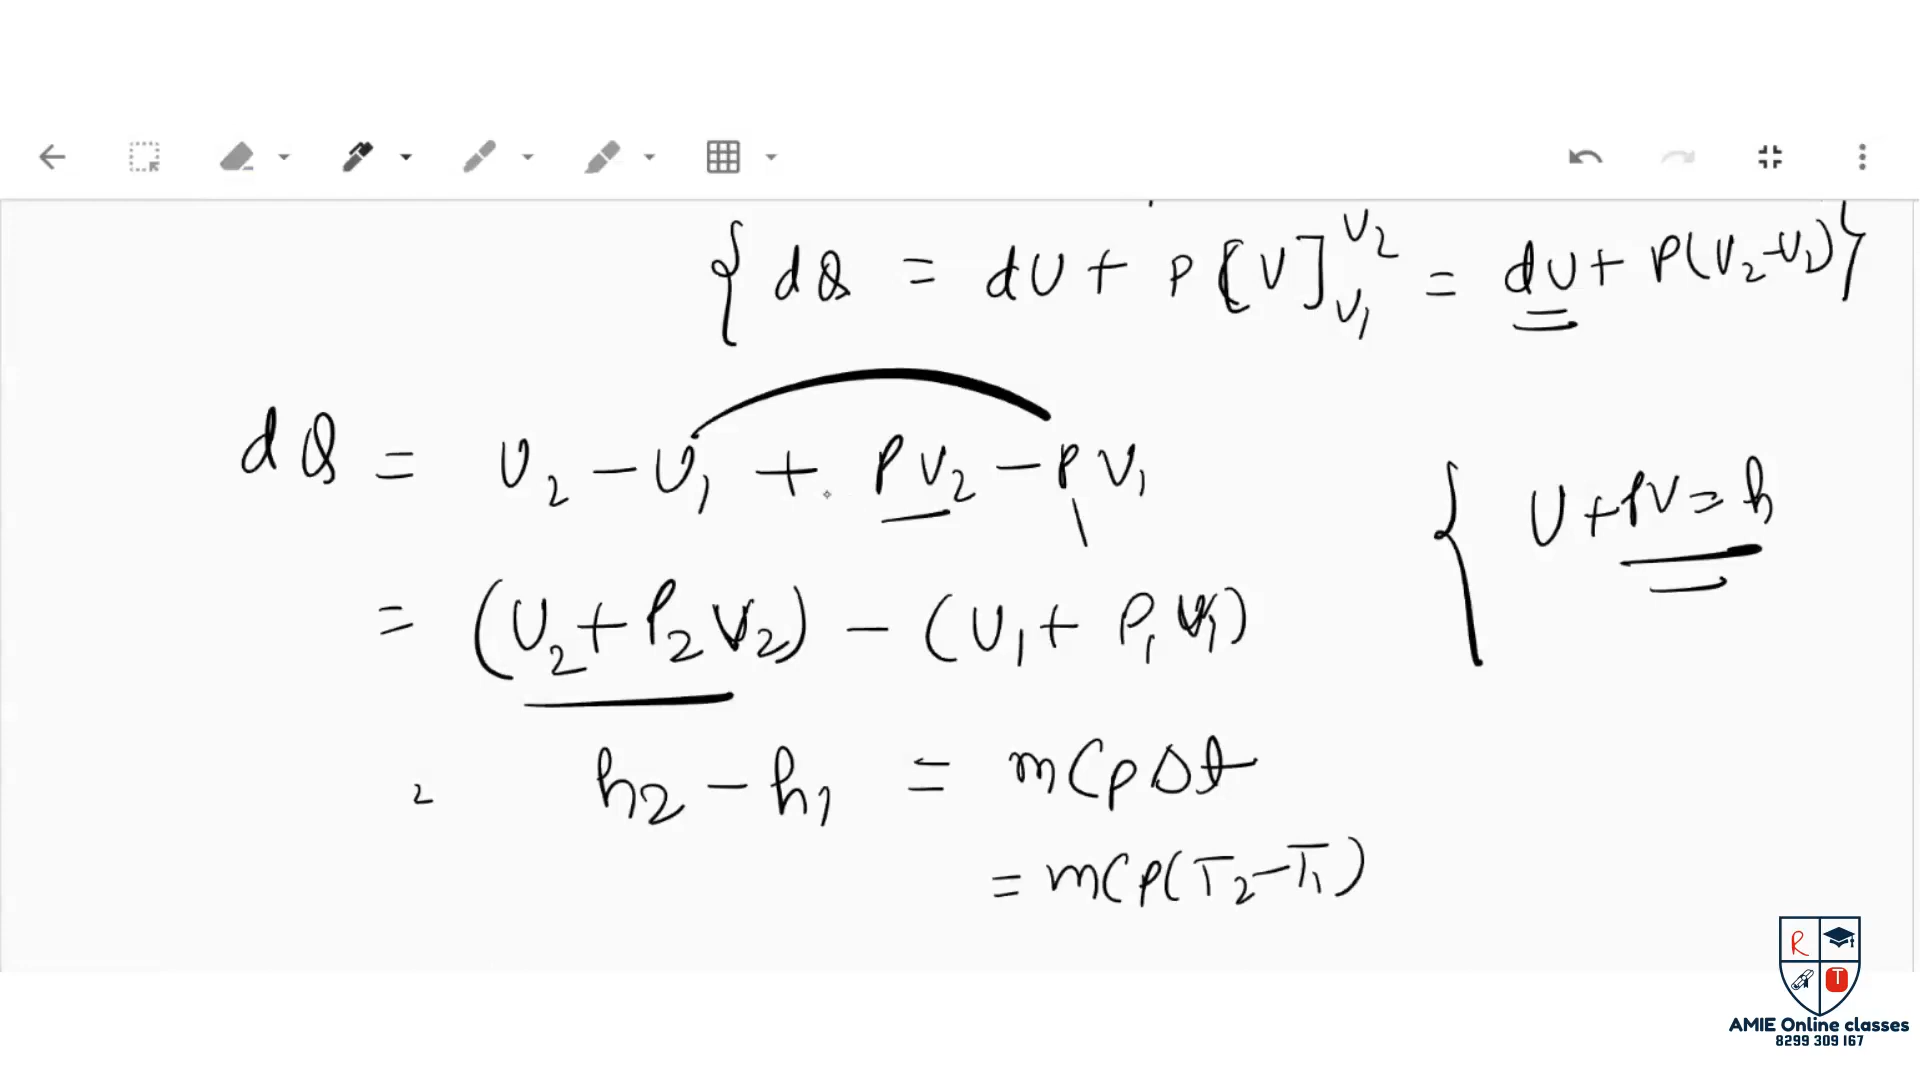 { dQ = dU + P[V]V₁^V₂ = dU + P(V₂-V₁) }
dQ = U₂ - U₁ + PV₂ - PV₁
= (U₂ + P₂V₂) - (U₁ + P₁V₁)
{ U + PV = h
h₂ - h₁ = mCpΔt
= mCp(T₂-T₁)
R
T
AMIE Online classes
8299 309 167